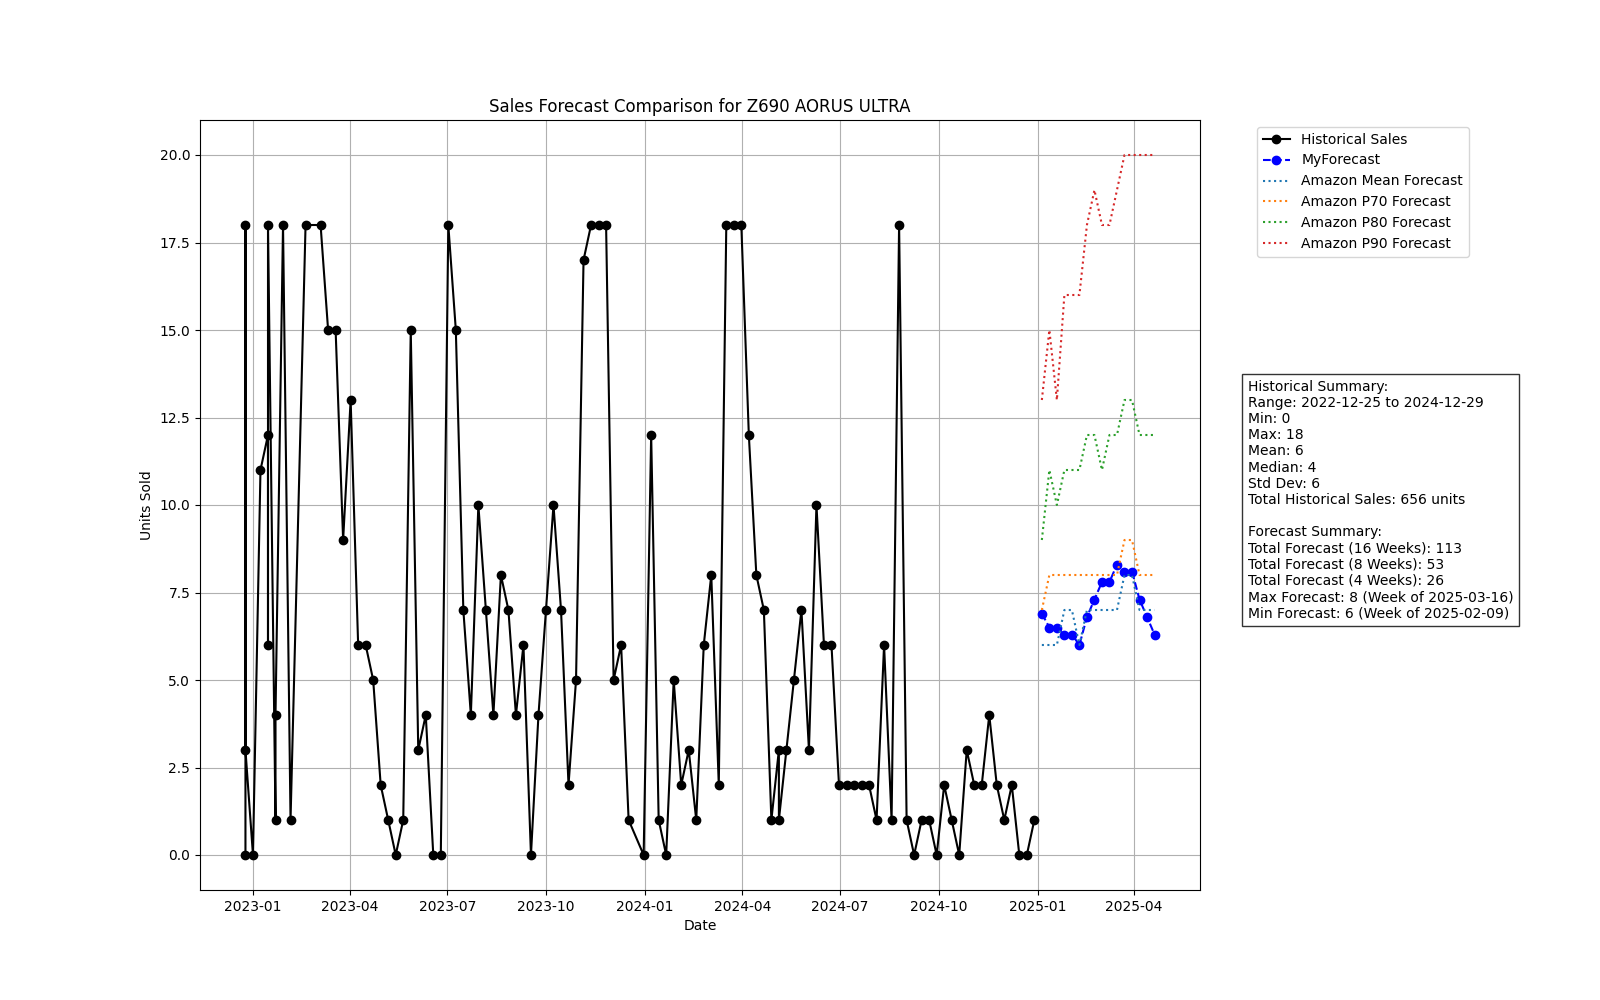 Sales Forecast Comparison for Z690 AORUS ULTRA
Units Sold
20.0
17.5
15.0
12.5
10.0
7.5
5.0
2.5
0.0
2023-01
2023-04
2023-07
2023-10
2024-01
2024-04
2024-07
2024-10
2025-01
2025-04
Date
Historical Sales
MyForecast
Amazon Mean Forecast
Amazon P70 Forecast
Amazon P80 Forecast
Amazon P90 Forecast
Historical Summary:
Range: 2022-12-25 to 2024-12-29
Min: 0
Max: 18
Mean: 6
Median: 4
Std Dev: 6
Total Historical Sales: 656 units
Forecast Summary:
Total Forecast (16 Weeks): 113
Total Forecast (8 Weeks): 53
Total Forecast (4 Weeks): 26
Max Forecast: 8 (Week of 2025-03-16)
Min Forecast: 6 (Week of 2025-02-09)